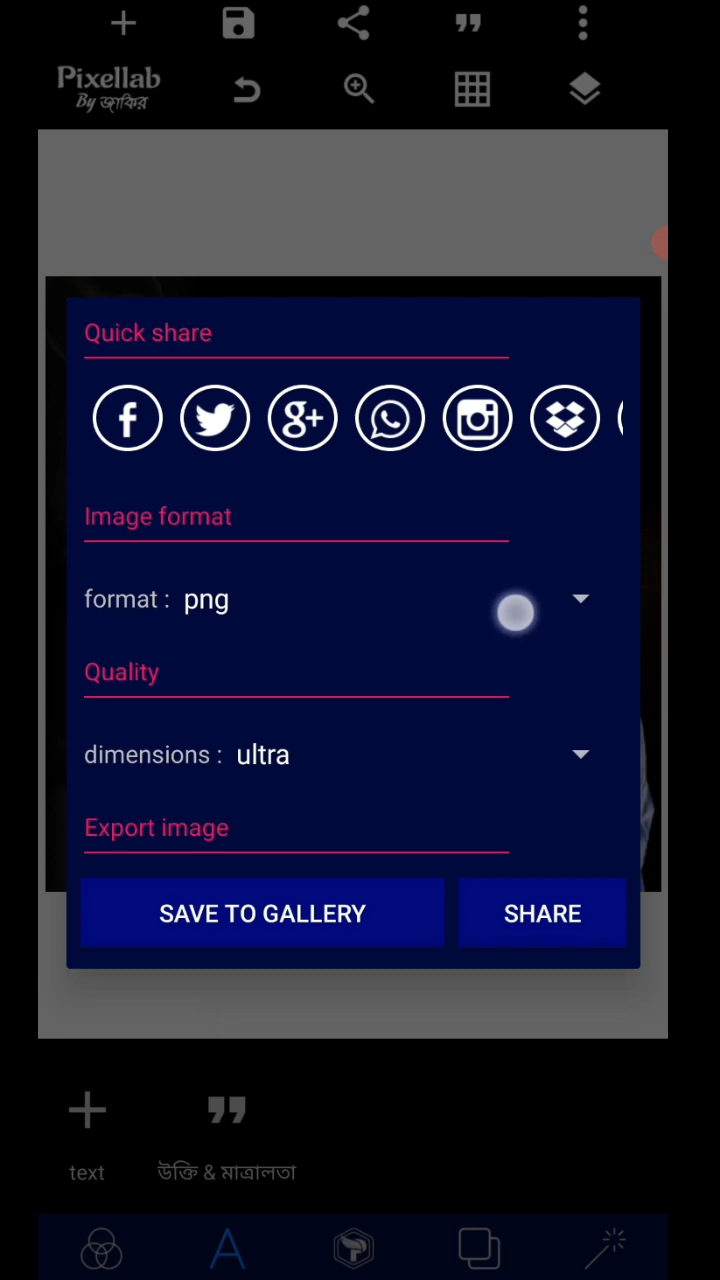 Pixellab
By জাকির
Quick share
Image format
format : png
Quality
dimensions : ultra
Export image
SAVE TO GALLERY
SHARE
text
উক্তি & মাত্রালতা